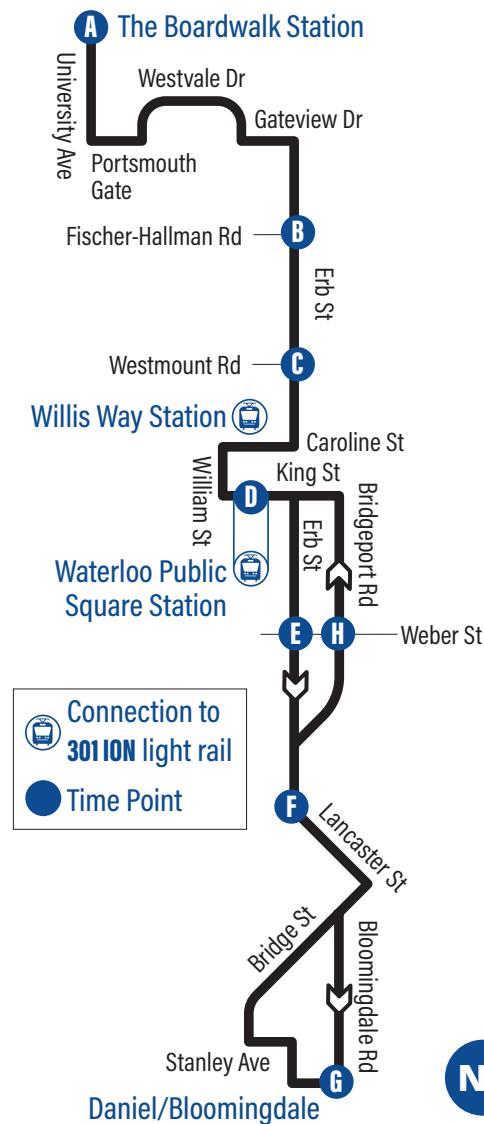 A The Boardwalk Station
University Ave
Westvale Dr
Gateview Dr
Portsmouth
Gate
Fischer-Hallman Rd
B
Erb St
Westmount Rd
C
Willis Way Station
Caroline St
William St
King St
D
Bridgeport Rd
Erb St
Waterloo Public
Square Station
E
H
Weber St
Connection to
301 ION light rail
Time Point
F
Lancaster St
Bridge St
Bloomingdale Rd
Stanley Ave
G
Daniel/Bloomingdale
N